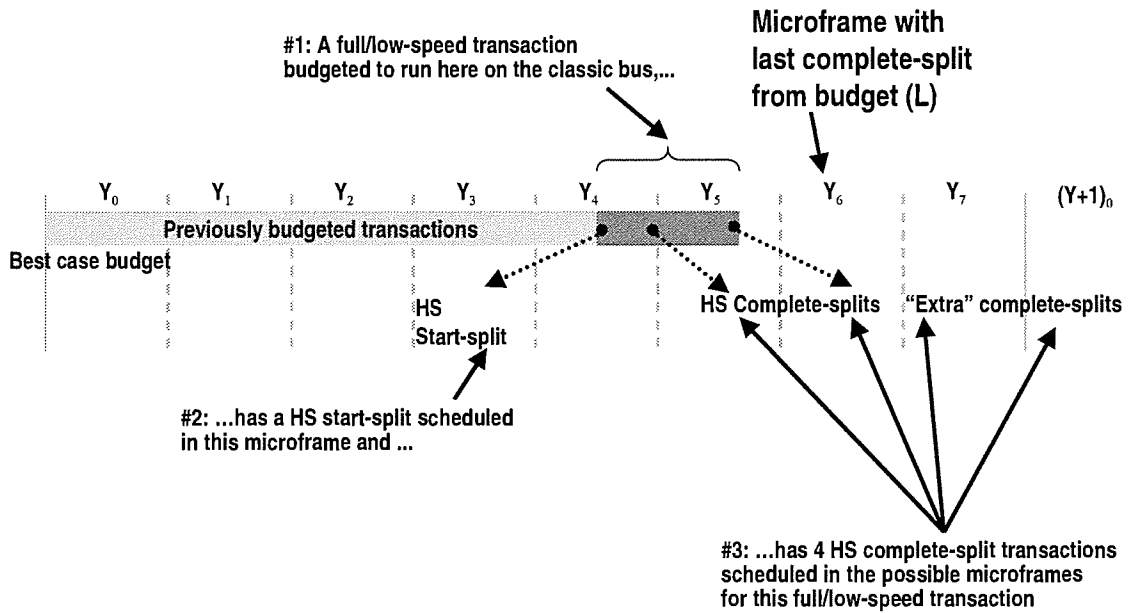 #1: A full/low-speed transaction
budgeted to run here on the classic bus,...
Microframe with
last complete-split
from budget (L)
Y₀ Y₁ Y₂ Y₃ Y₄ Y₅ Y₆ Y₇ (Y+1)₀
Previously budgeted transactions
Best case budget
HS
Start-split
HS Complete-splits
“Extra” complete-splits
#2: ...has a HS start-split scheduled
in this microframe and ...
#3: ...has 4 HS complete-split transactions
scheduled in the possible microframes
for this full/low-speed transaction